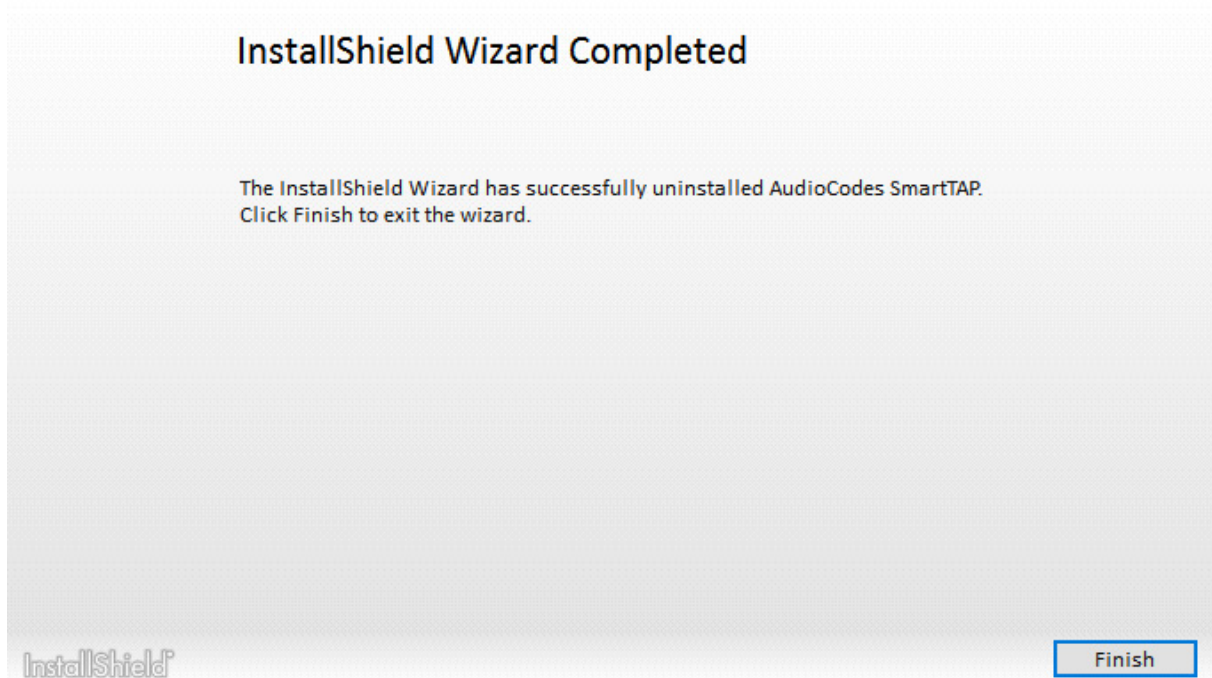 InstallShield Wizard Completed
The InstallShield Wizard has successfully uninstalled AudioCodes SmartTAP.
Click Finish to exit the wizard.
InstallShield
Finish